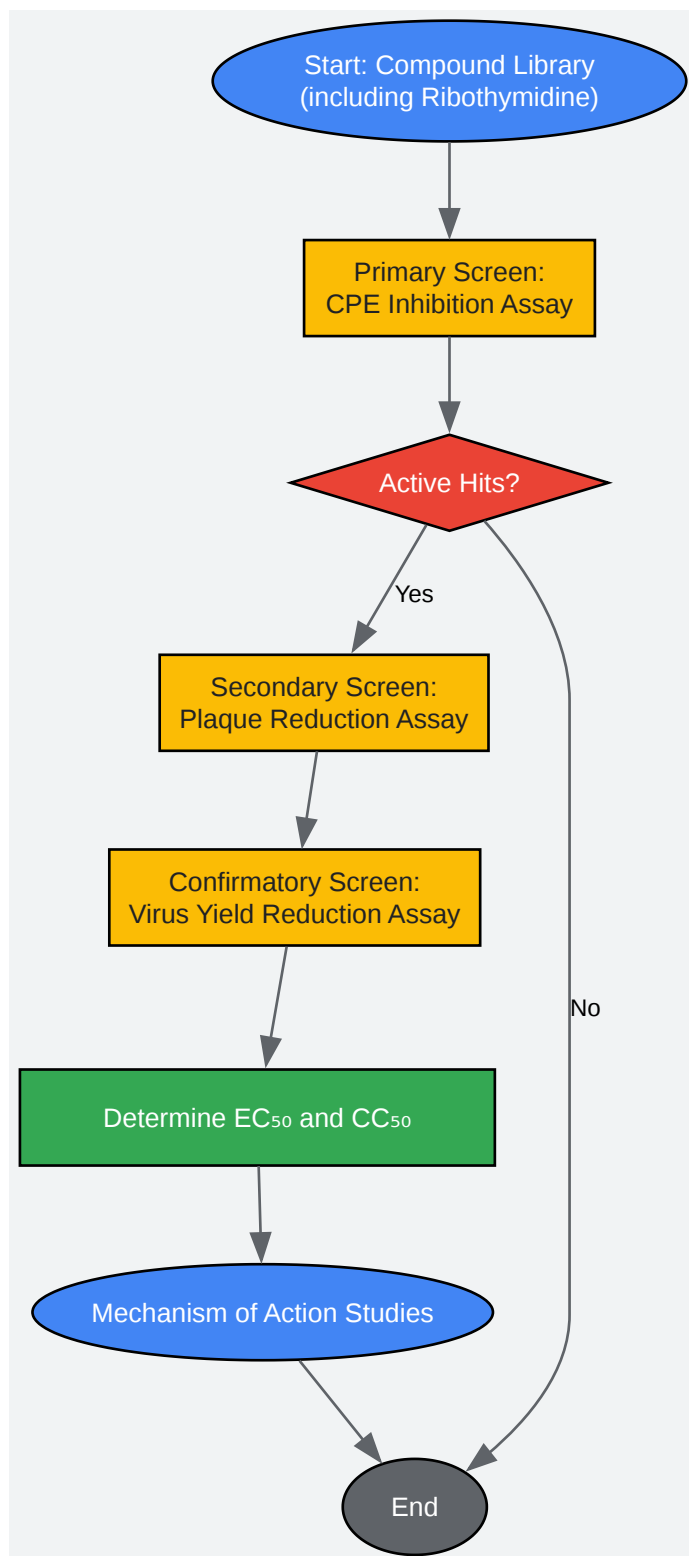 Start: Compound Library
(including Ribothymidine)
Primary Screen:
CPE Inhibition Assay
Active Hits?
Yes
Secondary Screen:
Plaque Reduction Assay
Confirmatory Screen:
Virus Yield Reduction Assay
No
Determine EC₅₀ and CC₅₀
Mechanism of Action Studies
End